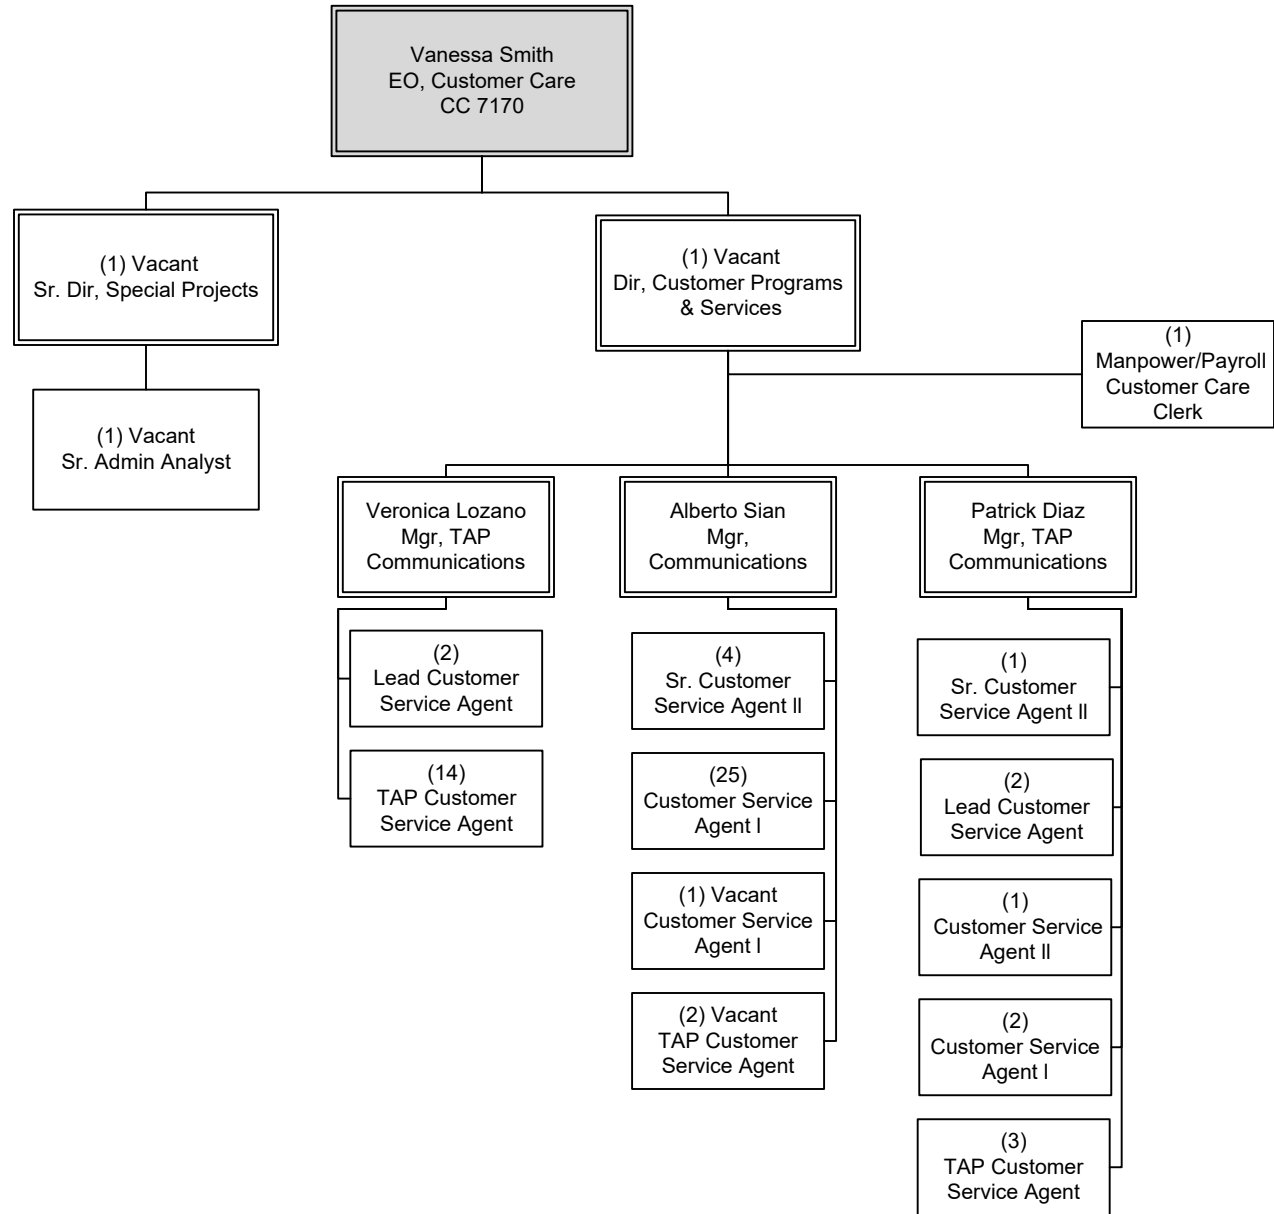 Vanessa Smith
EO, Customer Care
CC 7170
(1) Vacant
Sr. Dir, Special Projects
(1) Vacant
Dir, Customer Programs
& Services
(1)
Manpower/Payroll
Customer Care
Clerk
(1) Vacant
Sr. Admin Analyst
Veronica Lozano
Mgr, TAP
Communications
Alberto Sian
Mgr,
Communications
Patrick Diaz
Mgr, TAP
Communications
(2)
Lead Customer
Service Agent
(14)
TAP Customer
Service Agent
(4)
Sr. Customer
Service Agent II
(25)
Customer Service
Agent I
(1) Vacant
Customer Service
Agent I
(2) Vacant
TAP Customer
Service Agent
(1)
Sr. Customer
Service Agent II
(2)
Lead Customer
Service Agent
(1)
Customer Service
Agent II
(2)
Customer Service
Agent I
(3)
TAP Customer
Service Agent